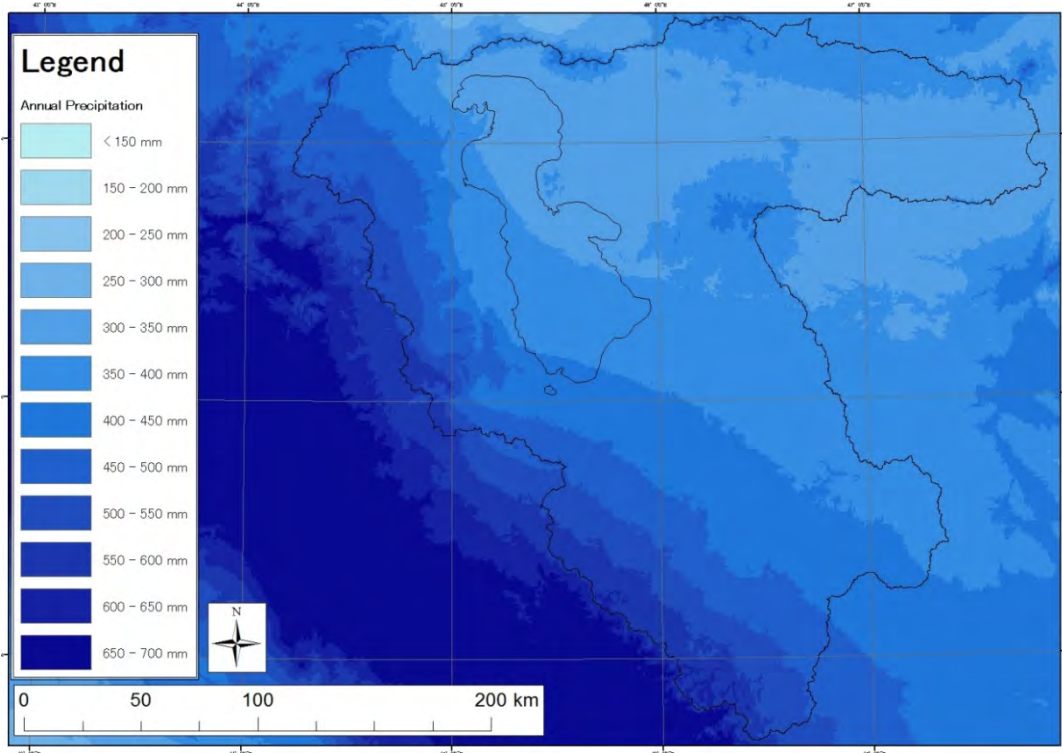 Legend
Annual Precipitation
< 150 mm
150 - 200 mm
200 - 250 mm
250 - 300 mm
300 - 350 mm
350 - 400 mm
400 - 450 mm
450 - 500 mm
500 - 550 mm
550 - 600 mm
600 - 650 mm
650 - 700 mm
N
0 50 100 200 km